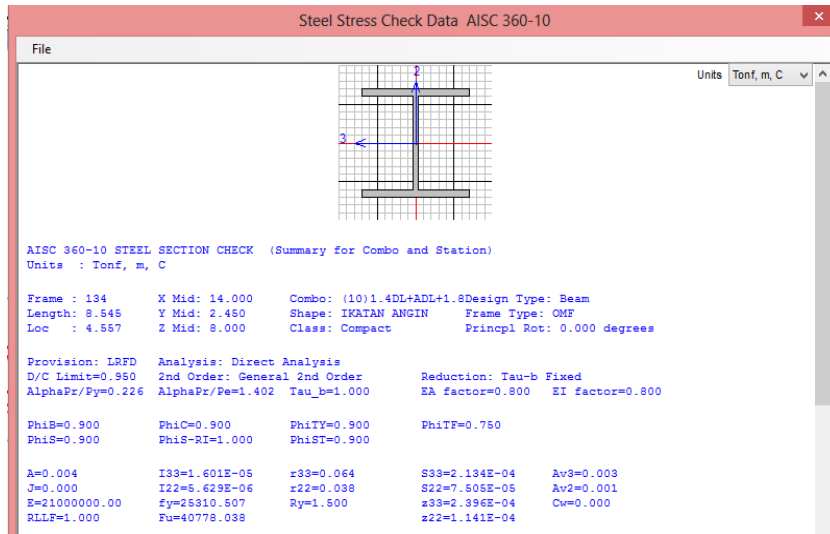 Steel Stress Check Data AISC 360-10
File
Units Tonf, m, C
2
3
AISC 360-10 STEEL SECTION CHECK (Summary for Combo and Station)
Units : Tonf, m, C
Frame : 134 X Mid: 14.000 Combo: (10)1.4DL+ADL+1.8Design Type: Beam
Length: 8.545 Y Mid: 2.450 Shape: IKATAN ANGIN Frame Type: OMF
Loc : 4.557 Z Mid: 8.000 Class: Compact Princpl Rot: 0.000 degrees
Provision: LRFD Analysis: Direct Analysis
D/C Limit=0.950 2nd Order: General 2nd Order Reduction: Tau-b Fixed
AlphaPr/Py=0.226 AlphaPr/Pe=1.402 Tau_b=1.000 EA factor=0.800 EI factor=0.800
PhiB=0.900 PhiC=0.900 PhiTY=0.900 PhiTF=0.750
PhiS=0.900 PhiS-RI=1.000 PhiST=0.900
A=0.004 I33=1.601E-05 r33=0.064 S33=2.134E-04 Av3=0.003
J=0.000 I22=5.629E-06 r22=0.038 S22=7.505E-05 Av2=0.001
E=21000000.00 fy=25310.507 Ry=1.500 z33=2.396E-04 Cw=0.000
RLLF=1.000 Fu=40778.038 z22=1.141E-04